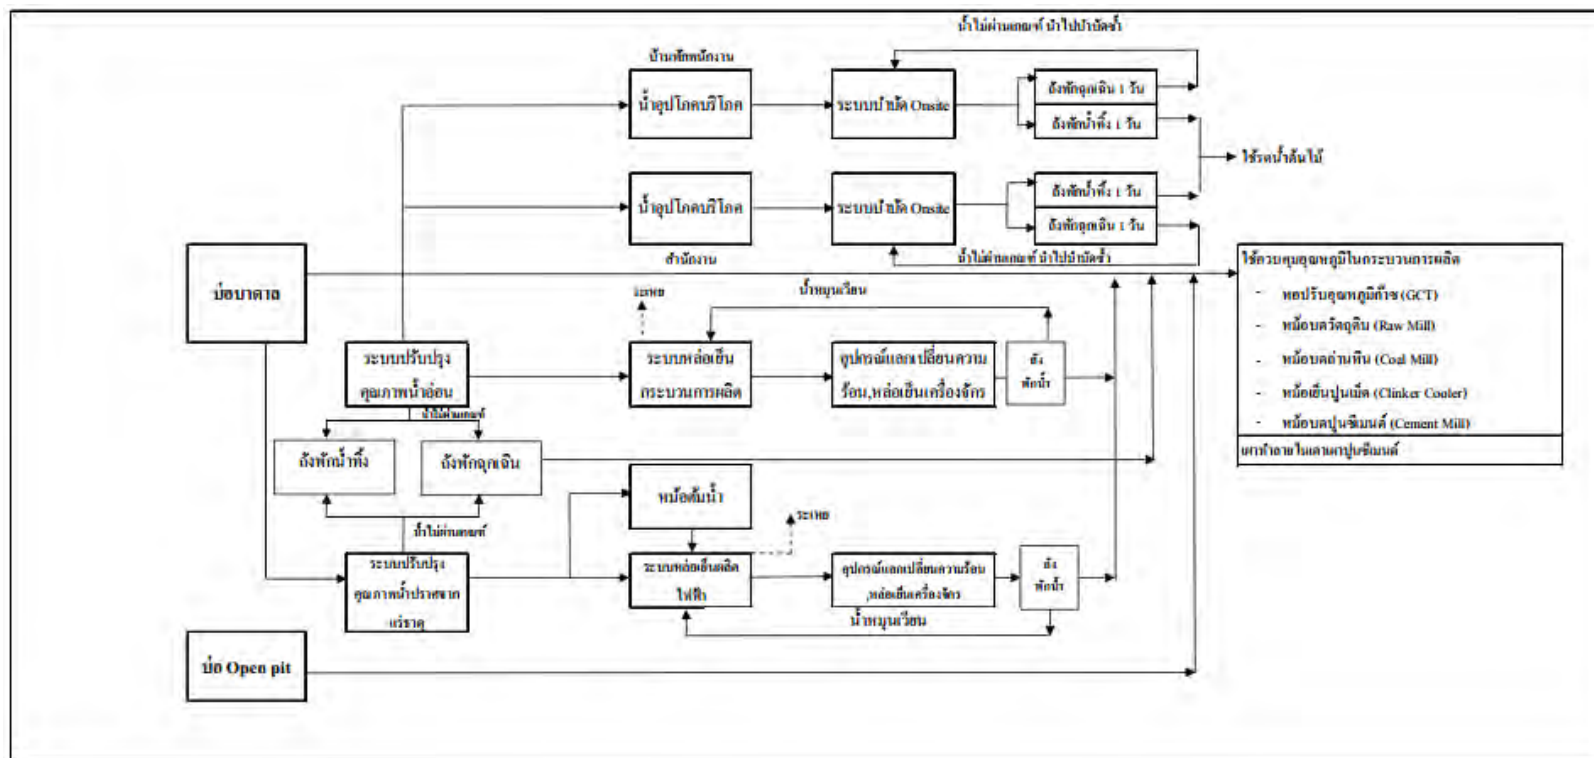 น้ำไม่ผ่านเกณฑ์ นำไปบำบัดซ้ำ
บ้านพักพนักงาน
น้ำอุปโภคบริโภค
ระบบบำบัด Onsite
ถังพักฉุกเฉิน 1 วัน
ถังพักน้ำทิ้ง 1 วัน
ใช้รดน้ำต้นไม้
น้ำอุปโภคบริโภค
ระบบบำบัด Onsite
ถังพักน้ำทิ้ง 1 วัน
ถังพักฉุกเฉิน 1 วัน
สำนักงาน
น้ำไม่ผ่านเกณฑ์ นำไปบำบัดซ้ำ
บ่อบาดาล
ใช้ควบคุมอุณหภูมิในกระบวนการผลิต
- หอปรับอุณหภูมิก๊าซ (GCT)
- หม้อบดวัตถุดิบ (Raw Mill)
- หม้อบดถ่านหิน (Coal Mill)
- หม้อเย็นปูนเม็ด (Clinker Cooler)
- หม้อบดปูนซีเมนต์ (Cement Mill)
เผาทำลายในเตาเผาปูนซีเมนต์
ระเหย
น้ำหมุนเวียน
ระบบปรับปรุง
คุณภาพน้ำอ่อน
ระบบหล่อเย็น
กระบวนการผลิต
อุปกรณ์แลกเปลี่ยนความ
ร้อน,หล่อเย็นเครื่องจักร
ถัง
พักน้ำ
น้ำไม่ผ่านเกณฑ์
ถังพักน้ำทิ้ง
ถังพักฉุกเฉิน
หม้อต้มน้ำ
ระเหย
น้ำไม่ผ่านเกณฑ์
ระบบปรับปรุง
คุณภาพน้ำปราศจาก
แร่ธาตุ
ระบบหล่อเย็นผลิต
ไฟฟ้า
อุปกรณ์แลกเปลี่ยนความร้อน
,หล่อเย็นเครื่องจักร
ถัง
พักน้ำ
น้ำหมุนเวียน
บ่อ Open pit